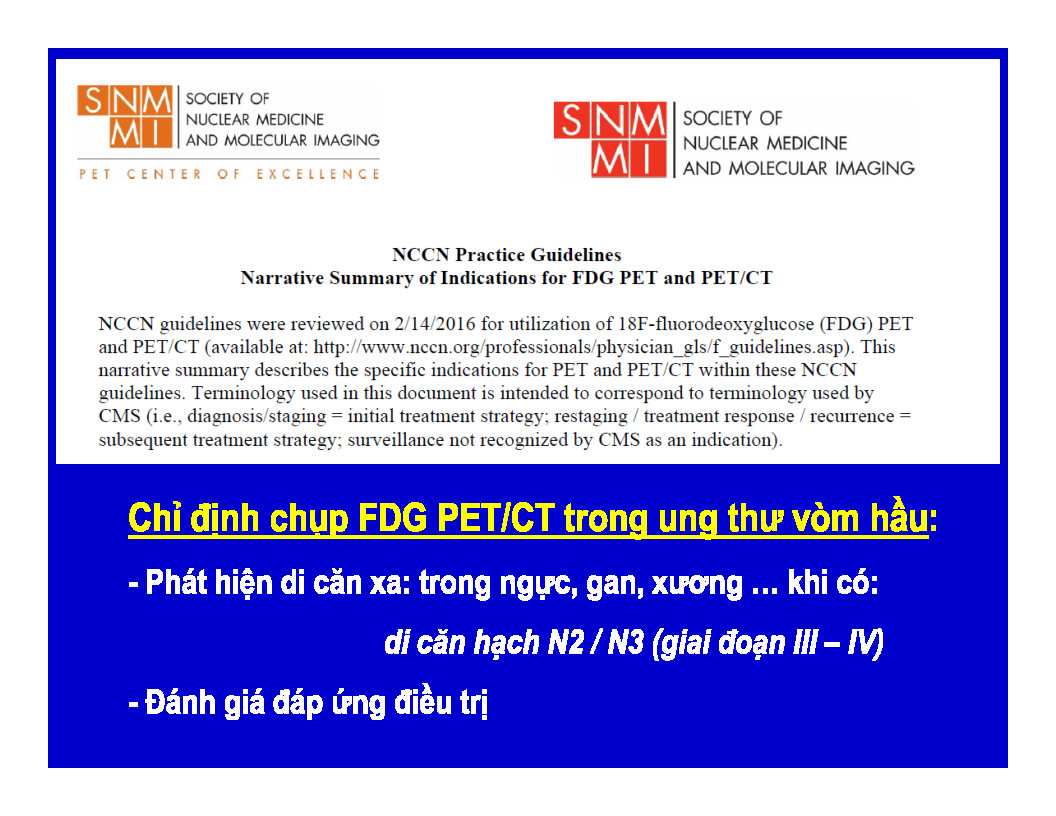 SNM
MI
SOCIETY OF
NUCLEAR MEDICINE
AND MOLECULAR IMAGING
PET CENTER OF EXCELLENCE
SNM
MI
SOCIETY OF
NUCLEAR MEDICINE
AND MOLECULAR IMAGING
NCCN Practice Guidelines
Narrative Summary of Indications for FDG PET and PET/CT
NCCN guidelines were reviewed on 2/14/2016 for utilization of 18F-fluorodeoxyglucose (FDG) PET
and PET/CT (available at: http://www.nccn.org/professionals/physician_gls/f_guidelines.asp). This
narrative summary describes the specific indications for PET and PET/CT within these NCCN
guidelines. Terminology used in this document is intended to correspond to terminology used by
CMS (i.e., diagnosis/staging = initial treatment strategy; restaging / treatment response / recurrence =
subsequent treatment strategy; surveillance not recognized by CMS as an indication).
Chỉ định chụp FDG PET/CT trong ung thư vòm hầu:
- Phát hiện di căn xa: trong ngực, gan, xương … khi có:
di căn hạch N2 / N3 (giai đoạn III – IV)
- Đánh giá đáp ứng điều trị